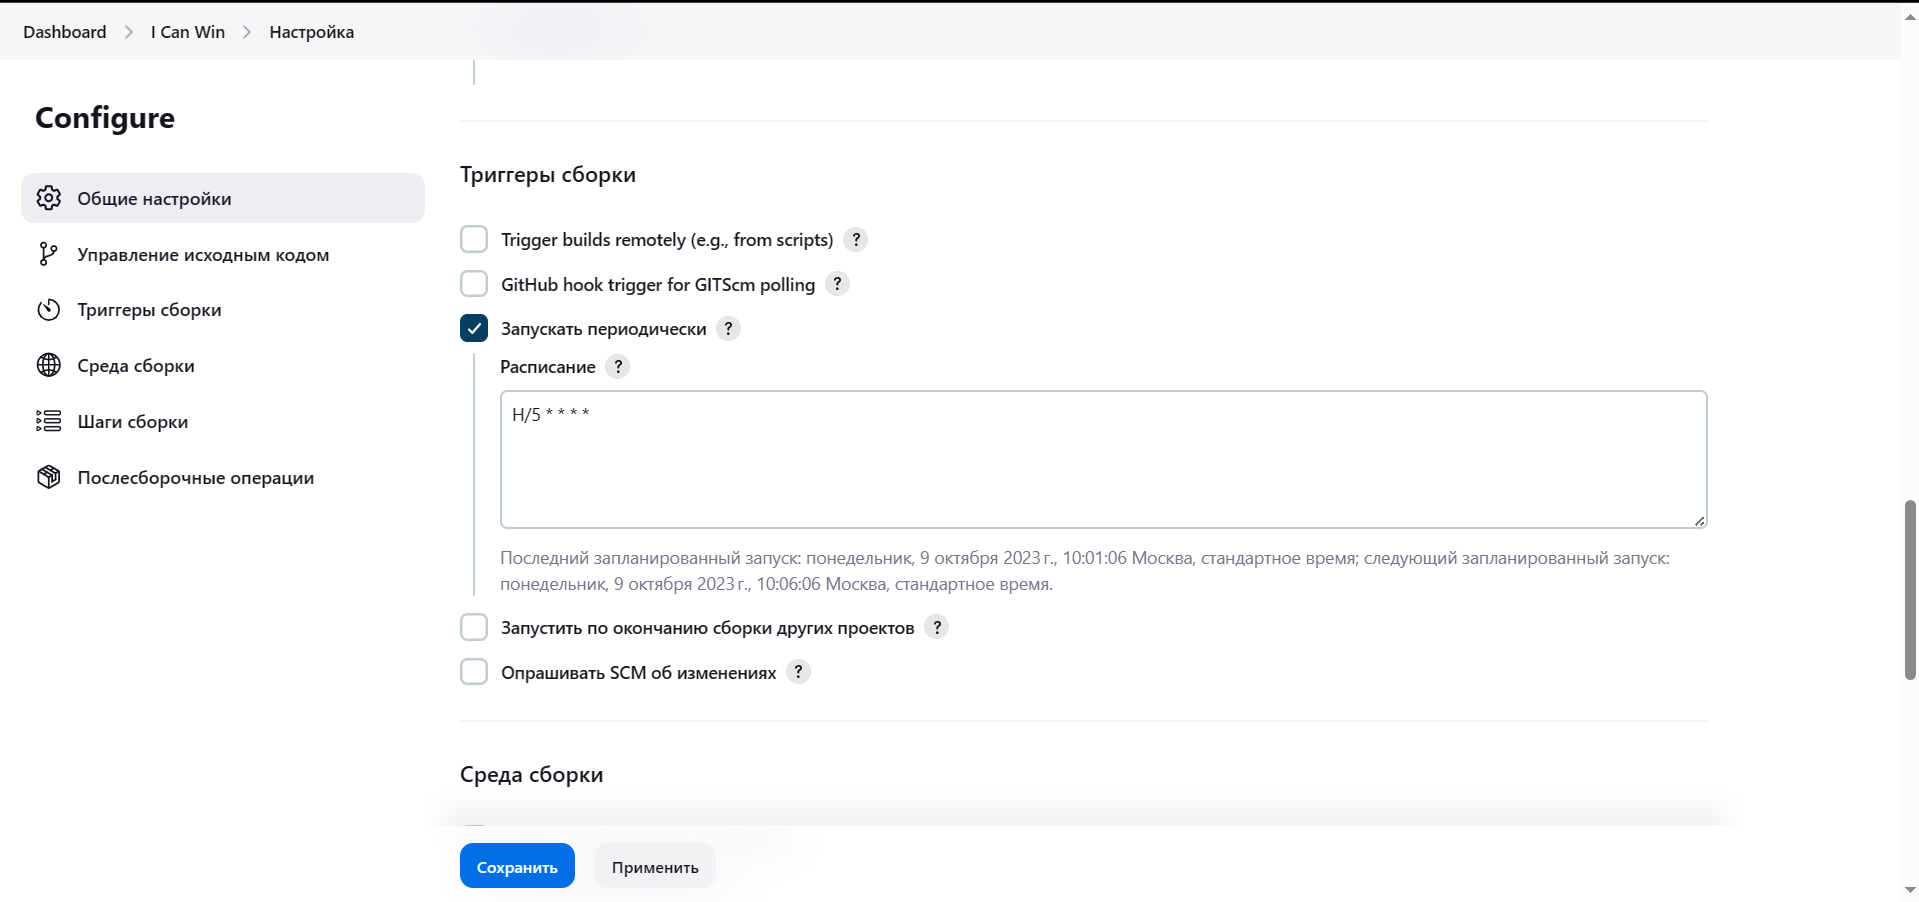 Dashboard > I Can Win > Настройка
Configure
Общие настройки
Управление исходным кодом
Триггеры сборки
Среда сборки
Шаги сборки
Послесборочные операции
Триггеры сборки
Trigger builds remotely (e.g., from scripts) ?
GitHub hook trigger for GITScm polling ?
Запускать периодически ?
Расписание ?
H/5 * * * *
Последний запланированный запуск: понедельник, 9 октября 2023 г., 10:01:06 Москва, стандартное время; следующий запланированный запуск:
понедельник, 9 октября 2023 г., 10:06:06 Москва, стандартное время.
Запустить по окончанию сборки других проектов ?
Опрашивать SCM об изменениях ?
Среда сборки
Сохранить
Применить